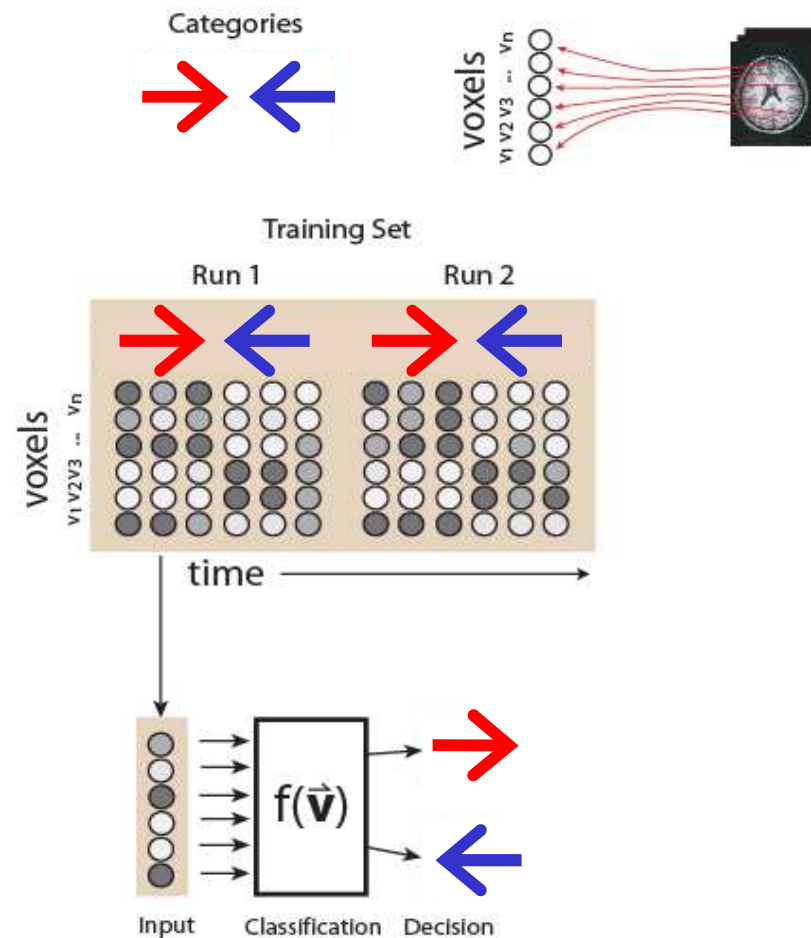 Categories
voxels
v1 v2 v3 ... vn
Training Set
Run 1 Run 2
voxels
v1 v2 v3 ... vn
time
f(v⃗)
Input Classification Decision